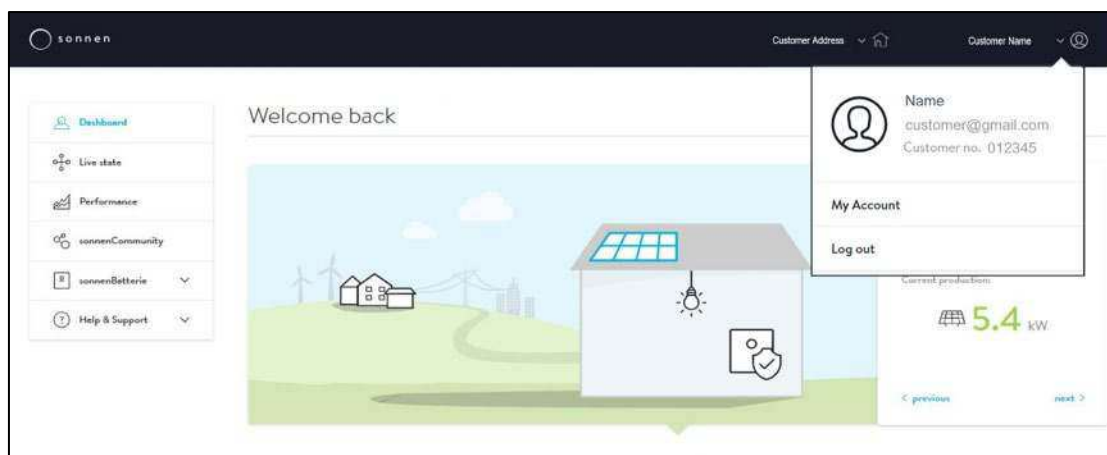 sonnen
Customer Address
Customer Name
Name
customer@gmail.com
Customer no. 012345
My Account
Log out
Dashboard
Live state
Performance
sonnenCommunity
sonnenBatterie
Help & Support
Welcome back
Current production:
5.4 kW
< previous
next >